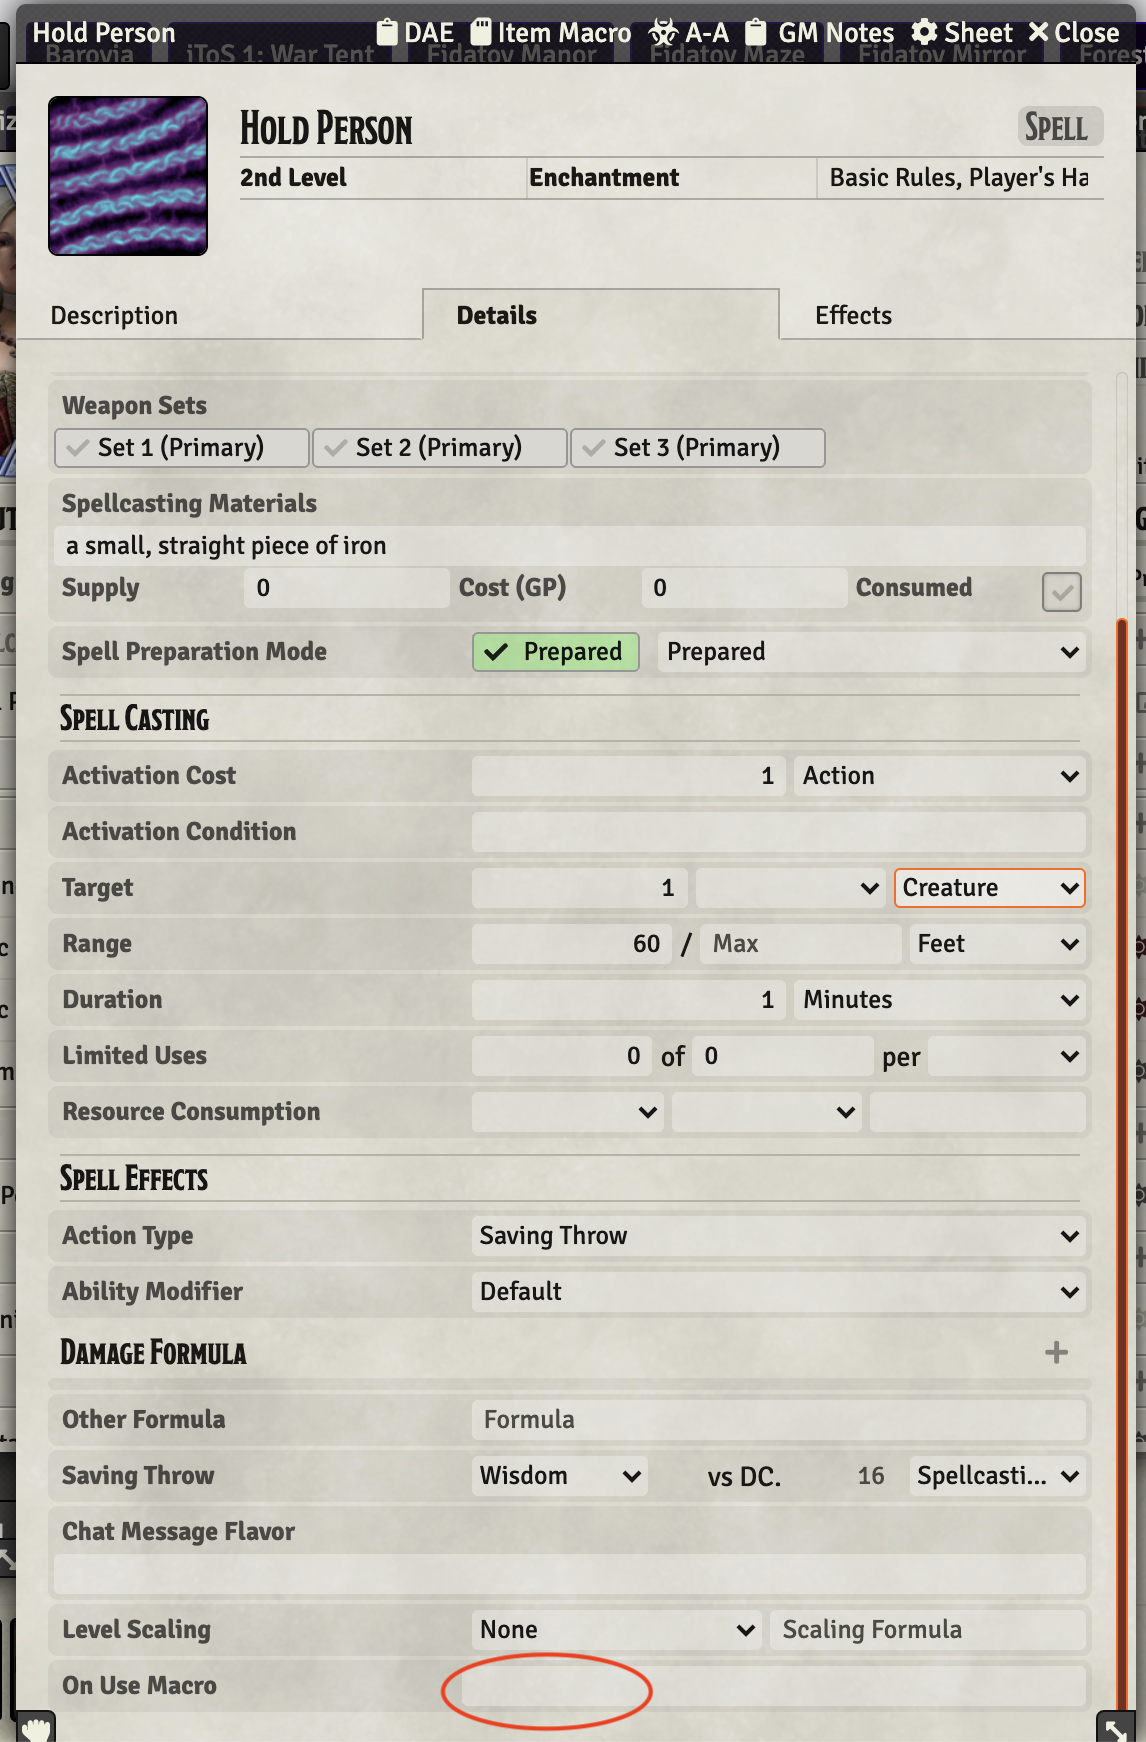 Hold Person DAE Item Macro A-A GM Notes Sheet Close
Barovia iToS 1: War Tent Fidatov Manor Fidatov Maze Fidatov Mirror
HOLD PERSON SPELL
2nd Level Enchantment Basic Rules, Player's Ha
Description Details Effects
Weapon Sets
Set 1 (Primary) Set 2 (Primary) Set 3 (Primary)
Spellcasting Materials
a small, straight piece of iron
Supply 0 Cost (GP) 0 Consumed
Spell Preparation Mode Prepared Prepared
SPELL CASTING
Activation Cost 1 Action
Activation Condition
Target 1 Creature
Range 60 / Max Feet
Duration 1 Minutes
Limited Uses 0 of 0 per
Resource Consumption
SPELL EFFECTS
Action Type Saving Throw
Ability Modifier Default
DAMAGE FORMULA +
Other Formula Formula
Saving Throw Wisdom vs DC. 16 Spellcasti...
Chat Message Flavor
Level Scaling None Scaling Formula
On Use Macro